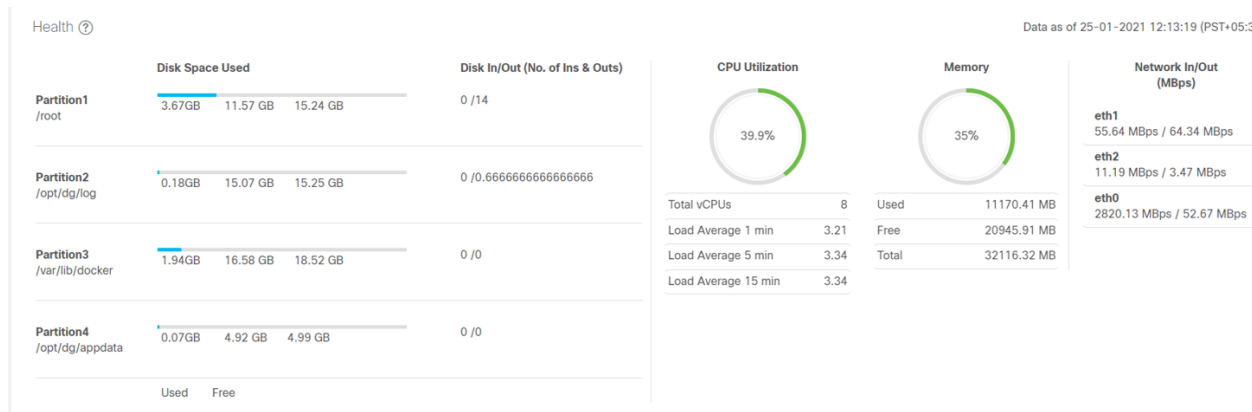 Health ?
Data as of 25-01-2021 12:13:19 (PST+05:3
Disk Space Used
Disk In/Out (No. of Ins & Outs)
Partition1
/root
3.67GB 11.57 GB 15.24 GB
0 /14
Partition2
/opt/dg/log
0.18GB 15.07 GB 15.25 GB
0 /0.6666666666666666
Partition3
/var/lib/docker
1.94GB 16.58 GB 18.52 GB
0 /0
Partition4
/opt/dg/appdata
0.07GB 4.92 GB 4.99 GB
0 /0
Used Free
CPU Utilization
39.9%
Total vCPUs 8
Load Average 1 min 3.21
Load Average 5 min 3.34
Load Average 15 min 3.34
Memory
35%
Used 11170.41 MB
Free 20945.91 MB
Total 32116.32 MB
Network In/Out
(MBps)
eth1
55.64 MBps / 64.34 MBps
eth2
11.19 MBps / 3.47 MBps
eth0
2820.13 MBps / 52.67 MBps